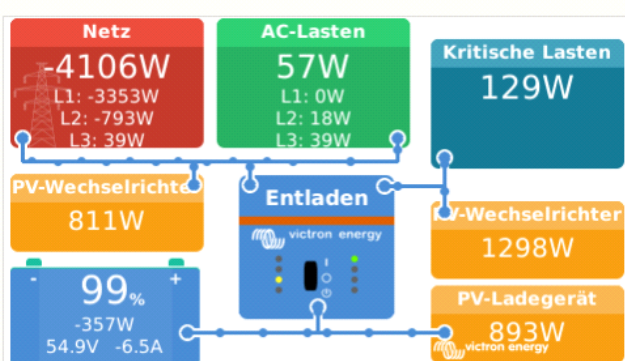 Netz
-4106W
L1: -3353W
L2: -793W
L3: 39W
AC-Lasten
57W
L1: 0W
L2: 18W
L3: 39W
Kritische Lasten
129W
PV-Wechselrichte
811W
Entladen
victron energy
PV-Wechselrichter
1298W
- +
99%
-357W
54.9V -6.5A
PV-Ladegerät
893W
victron energy